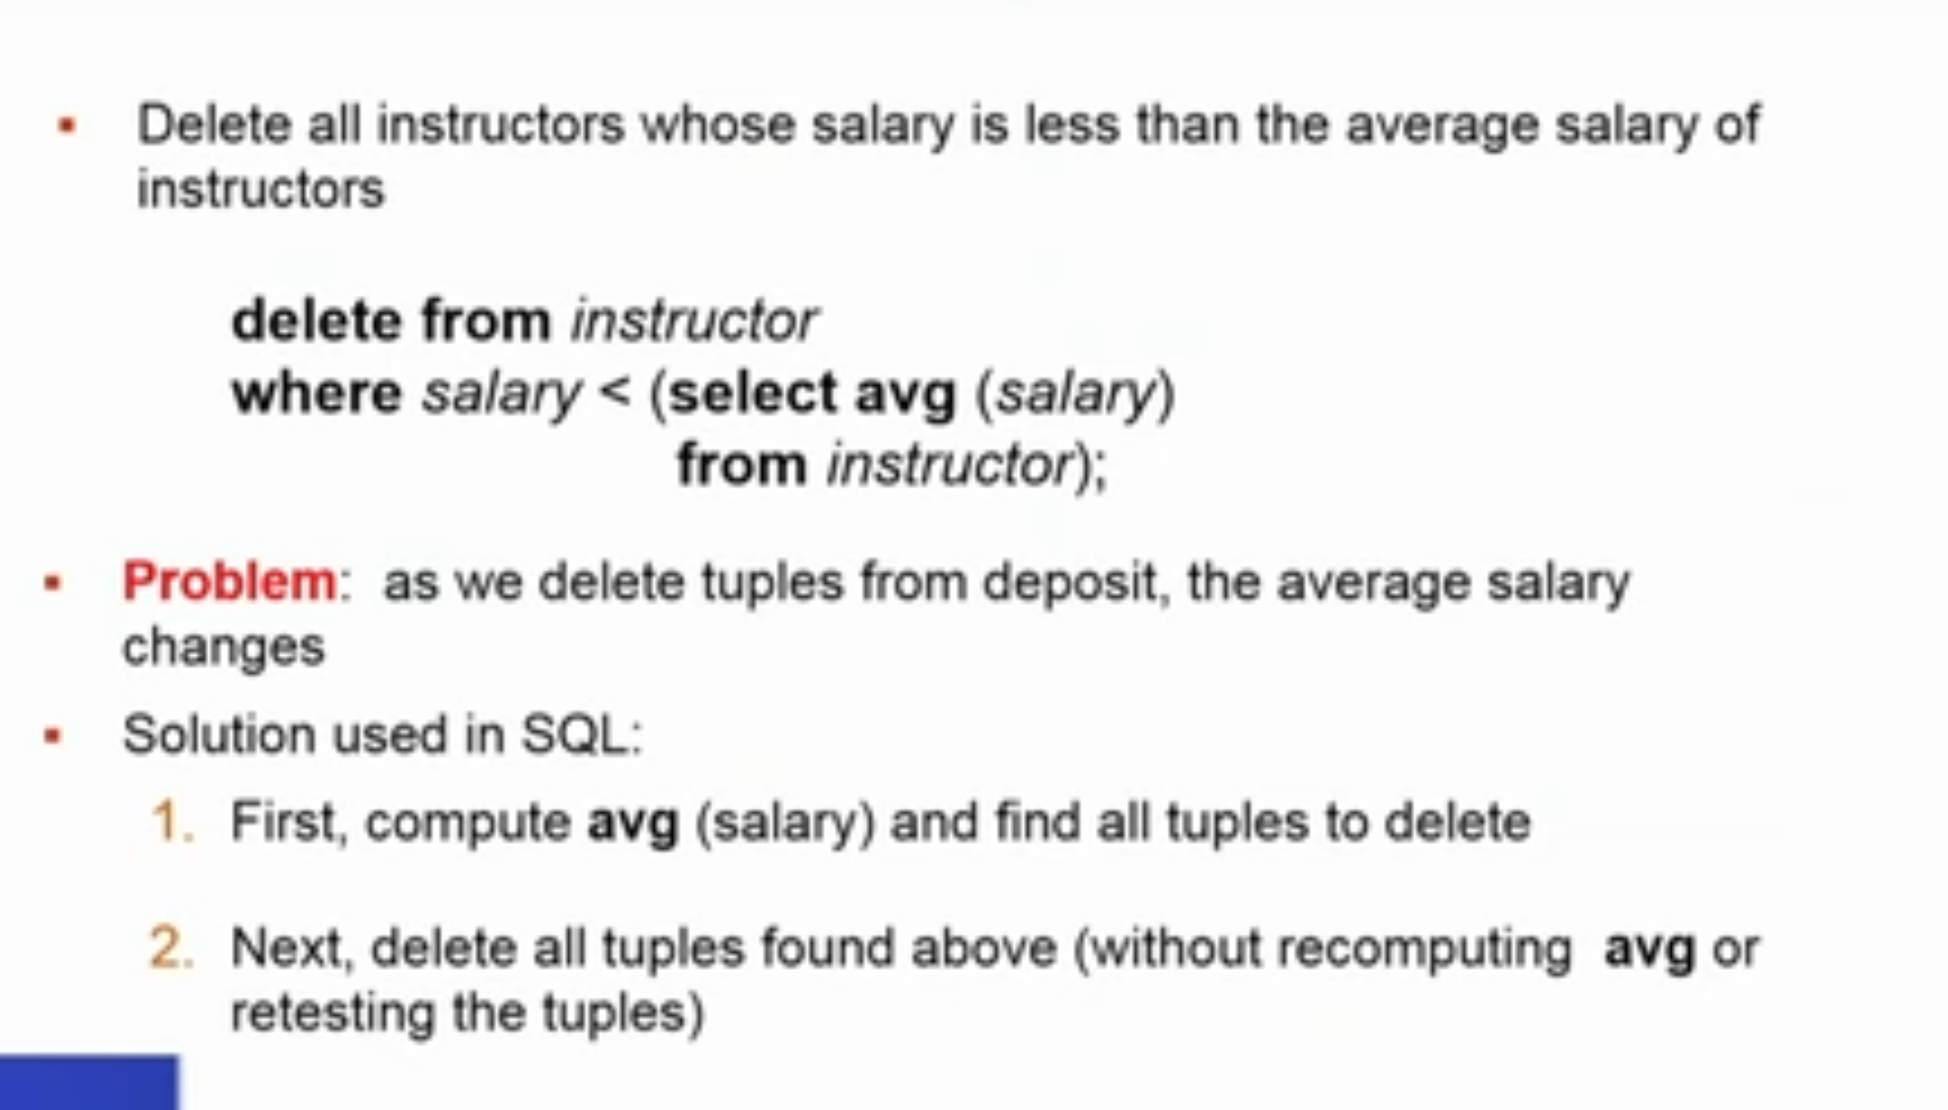 Delete all instructors whose salary is less than the average salary of
instructors
delete from instructor
where salary < (select avg (salary)
from instructor);
Problem:  as we delete tuples from deposit, the average salary
changes
Solution used in SQL:
1. First, compute avg (salary) and find all tuples to delete
2. Next, delete all tuples found above (without recomputing  avg or
retesting the tuples)